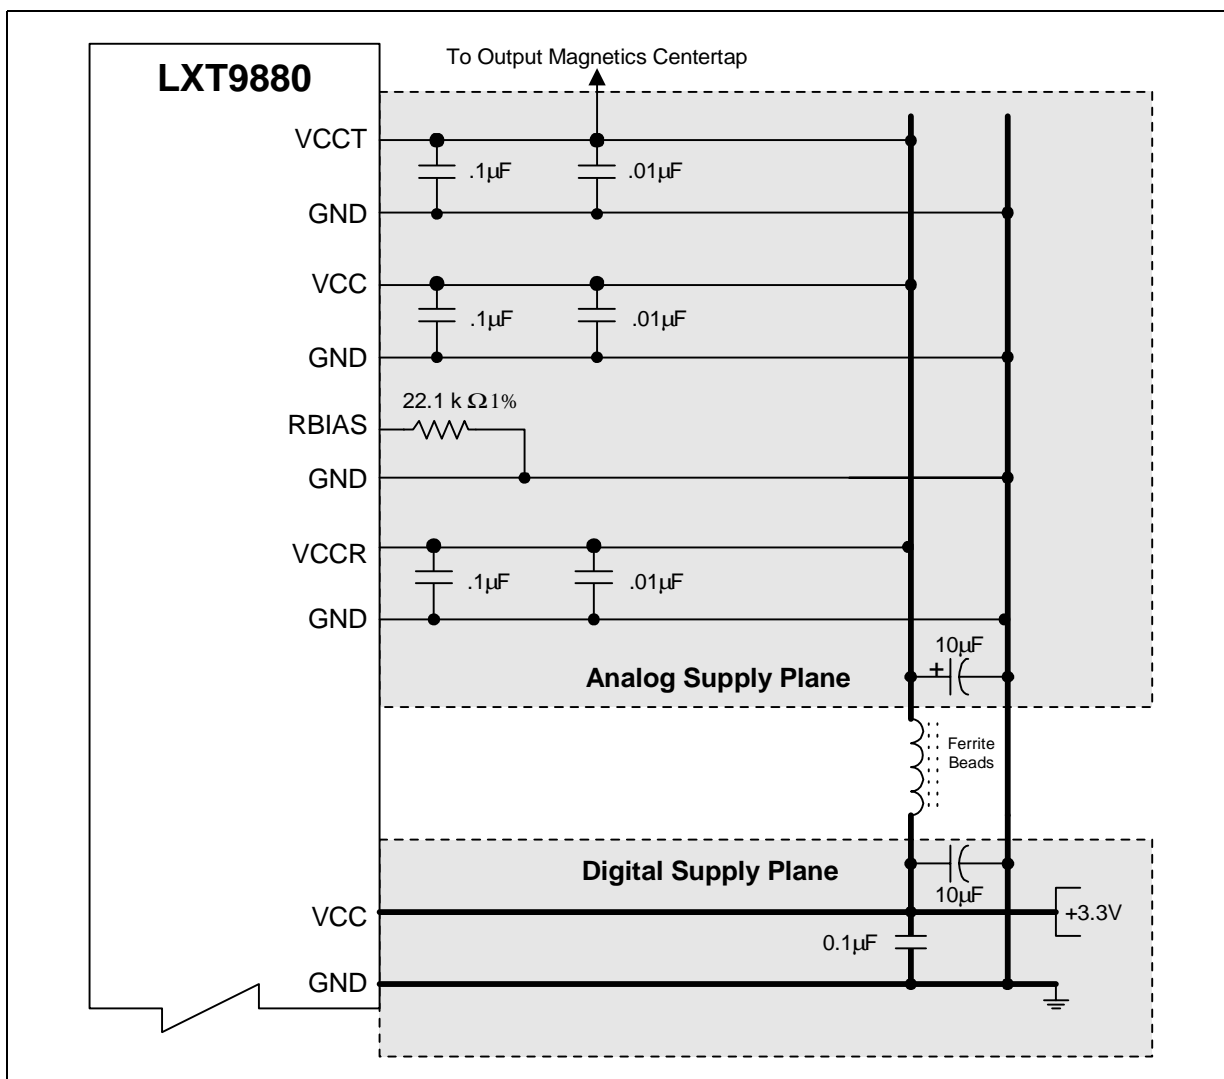 To Output Magnetics Centertap
LXT9880
VCCT
.1µF
.01µF
GND
VCC
.1µF
.01µF
GND
22.1 k Ω 1%
RBIAS
GND
VCCR
.1µF
.01µF
GND
10µF
+
Analog Supply Plane
Ferrite
Beads
Digital Supply Plane
10µF
VCC
+3.3V
0.1µF
GND